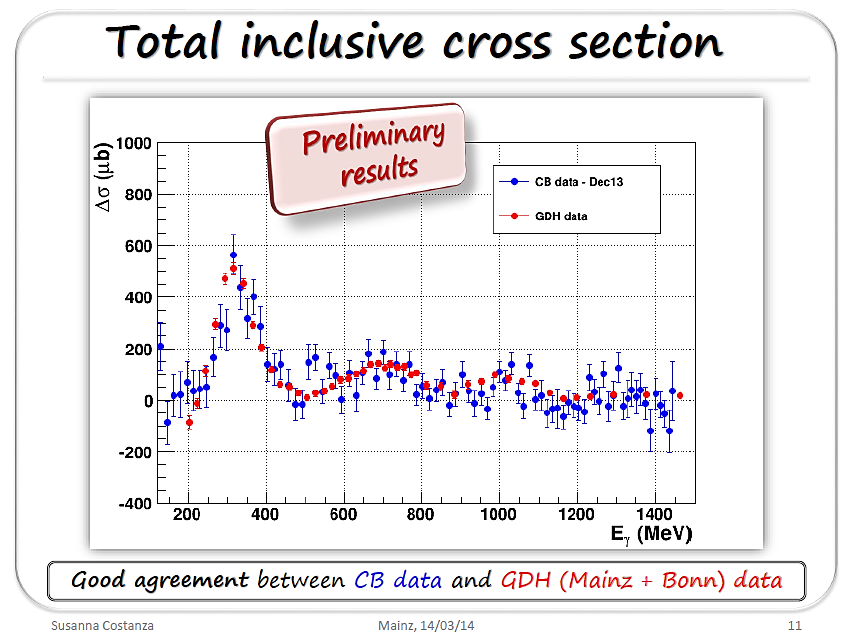 Total inclusive cross section
Preliminary
results
Δσ (μb)
1000
800
600
400
200
0
-200
-400
CB data - Dec13
GDH data
200 400 600 800 1000 1200 1400
Eγ (MeV)
Good agreement between CB data and GDH (Mainz + Bonn) data
Susanna Costanza Mainz, 14/03/14 11